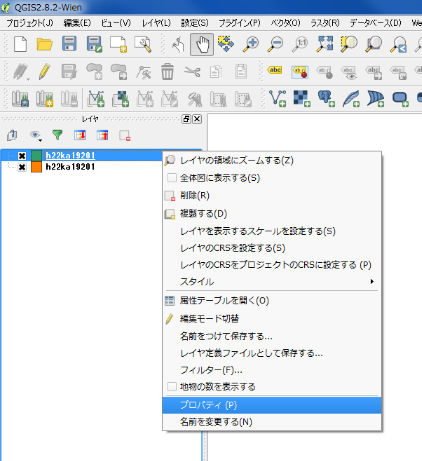 QGIS2.8.2-Wien
プロジェクト(J) 編集(E) ビュー(V) レイヤ(L) 設定(S) プラグイン(P) ベクタ(O) ラスタ(R) データベース(D) We
abc abc abc
レイヤ
h22ka19201
h22ka19201
レイヤの領域にズームする(Z)
全体図に表示する(S)
削除(R)
複製する(D)
レイヤを表示するスケールを設定する(S)
レイヤのCRSを設定する(S)
レイヤのCRSをプロジェクトのCRSに設定する (P)
スタイル
属性テーブルを開く(O)
編集モード切替
名前をつけて保存する...
レイヤ定義ファイルとして保存する...
フィルター(F)...
地物の数を表示する
プロパティ (P)
名前を変更する(N)